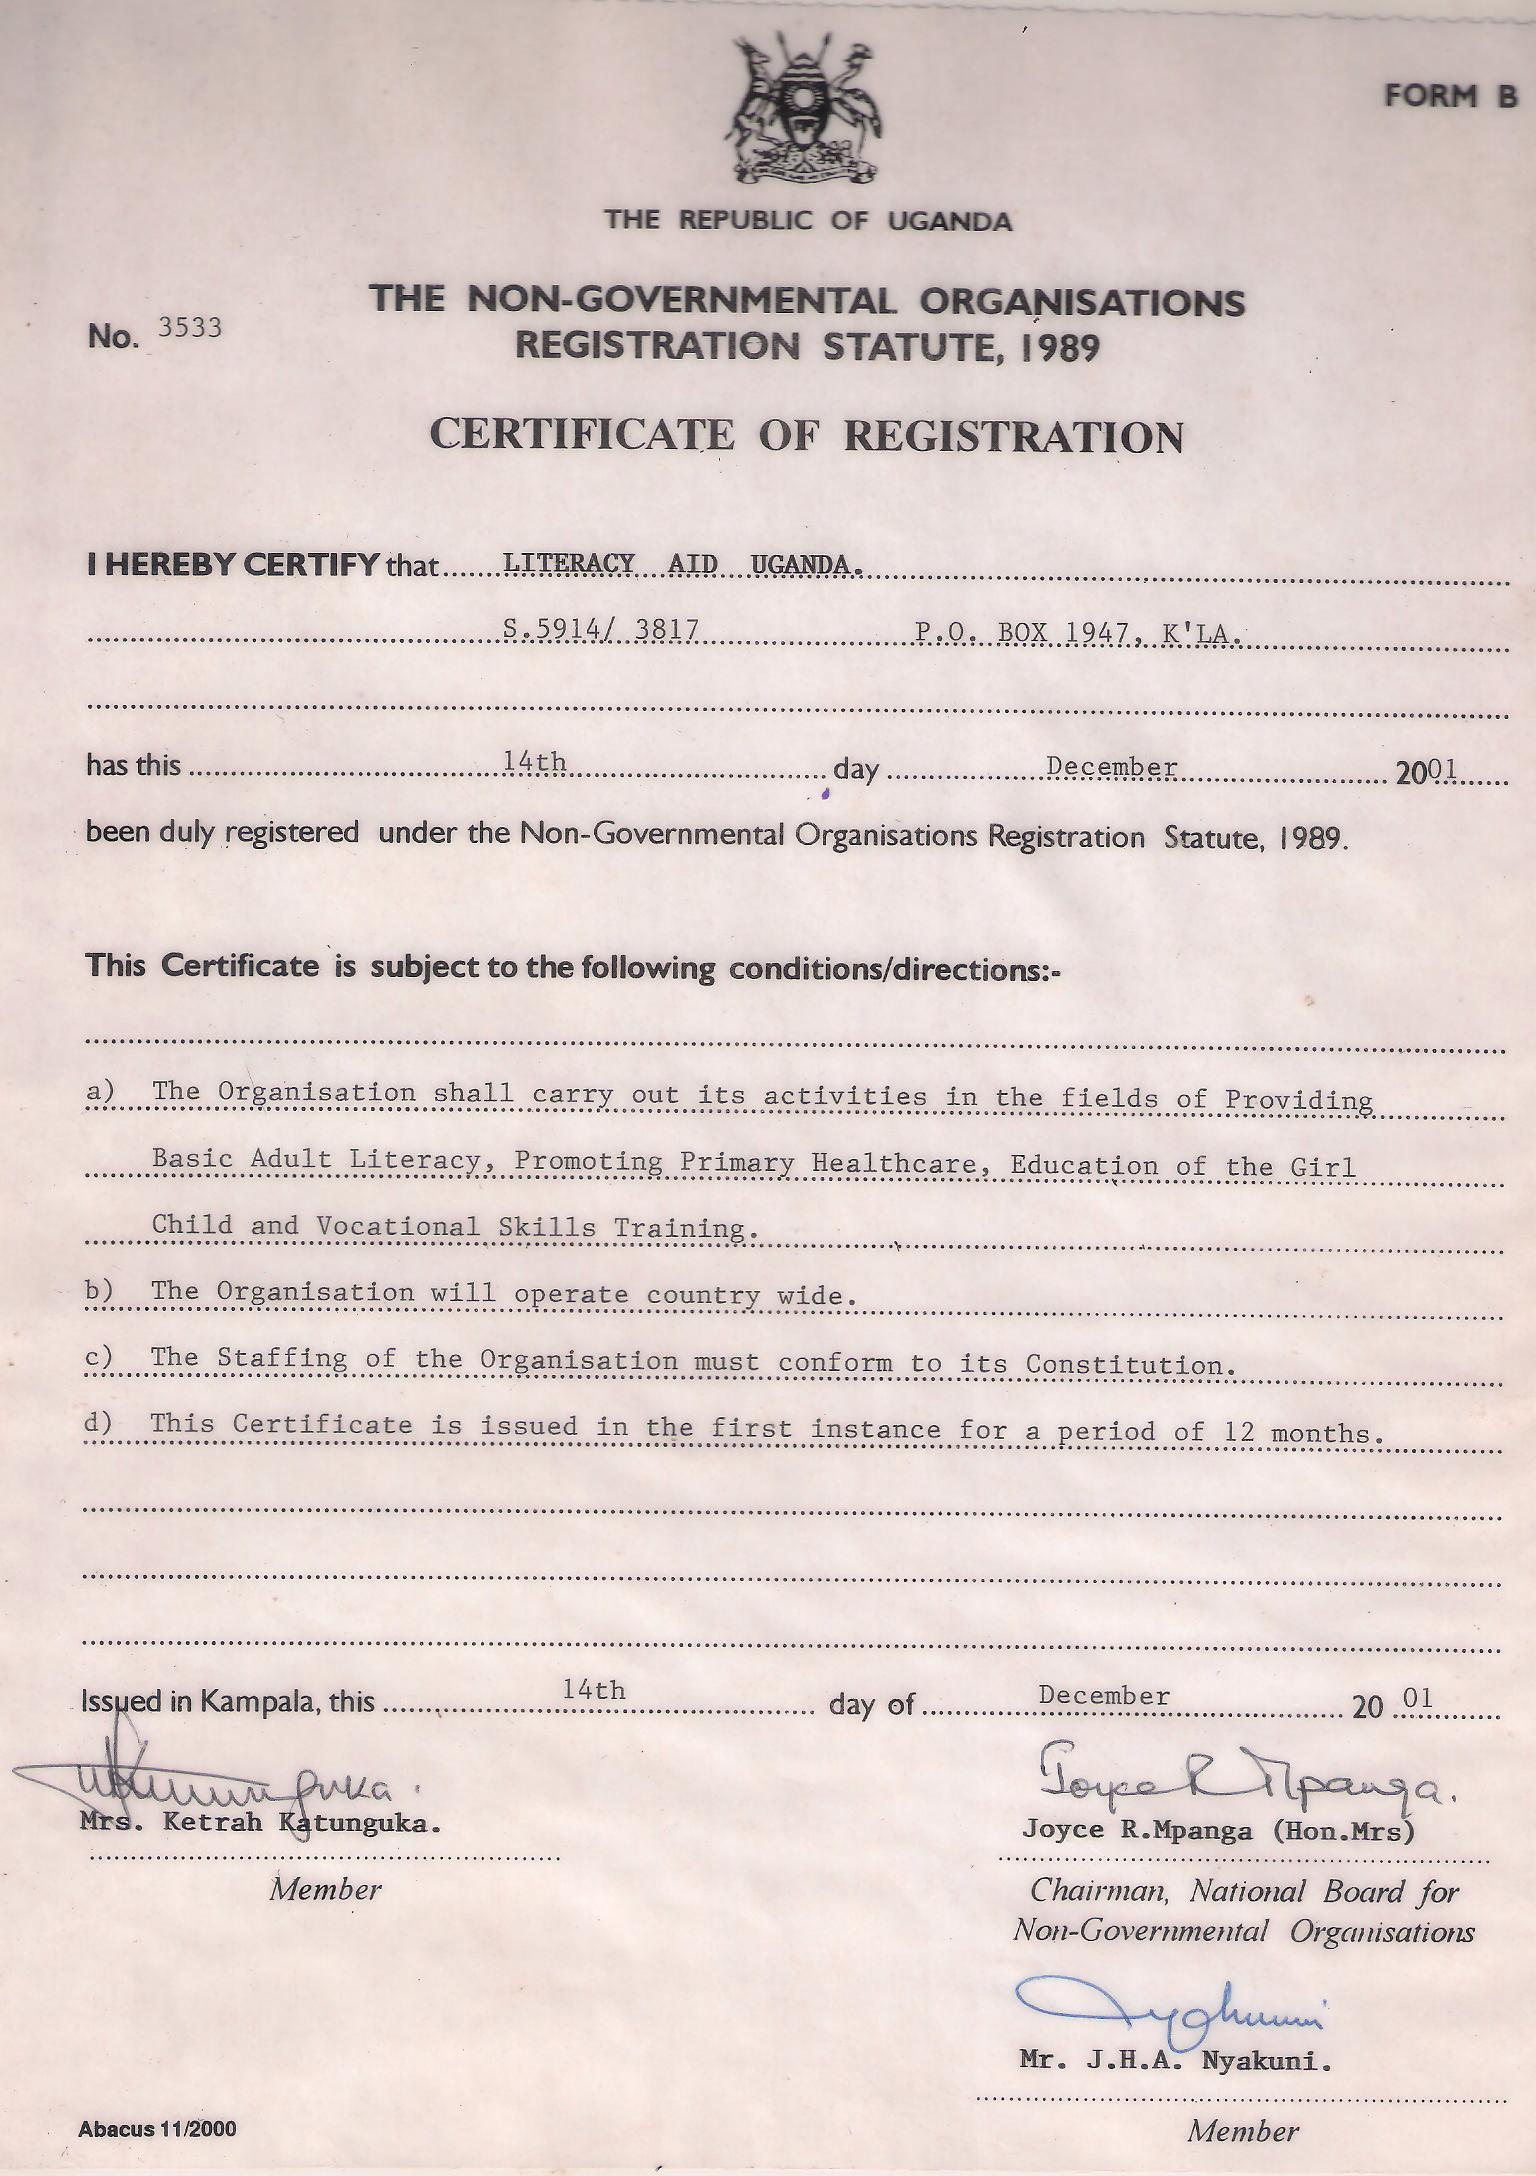 FORM B
THE REPUBLIC OF UGANDA
THE NON-GOVERNMENTAL ORGANISATIONS
REGISTRATION STATUTE, 1989
No. 3533
CERTIFICATE OF REGISTRATION
I HEREBY CERTIFY that LITERACY AID UGANDA.
S.5914/ 3817 P.O. BOX 1947, K'LA.
has this 14th day December 2001
been duly registered under the Non-Governmental Organisations Registration Statute, 1989.
This Certificate is subject to the following conditions/directions:-
a) The Organisation shall carry out its activities in the fields of Providing
Basic Adult Literacy, Promoting Primary Healthcare, Education of the Girl
Child and Vocational Skills Training.
b) The Organisation will operate country wide.
c) The Staffing of the Organisation must conform to its Constitution.
d) This Certificate is issued in the first instance for a period of 12 months.
Issued in Kampala, this 14th day of December 20 01
Mrs. Ketrah Katunguka.
Member
Joyce R Mpanga.
Joyce R.Mpanga (Hon.Mrs)
Chairman, National Board for
Non-Governmental Organisations
Mr. J.H.A. Nyakuni.
Member
Abacus 11/2000